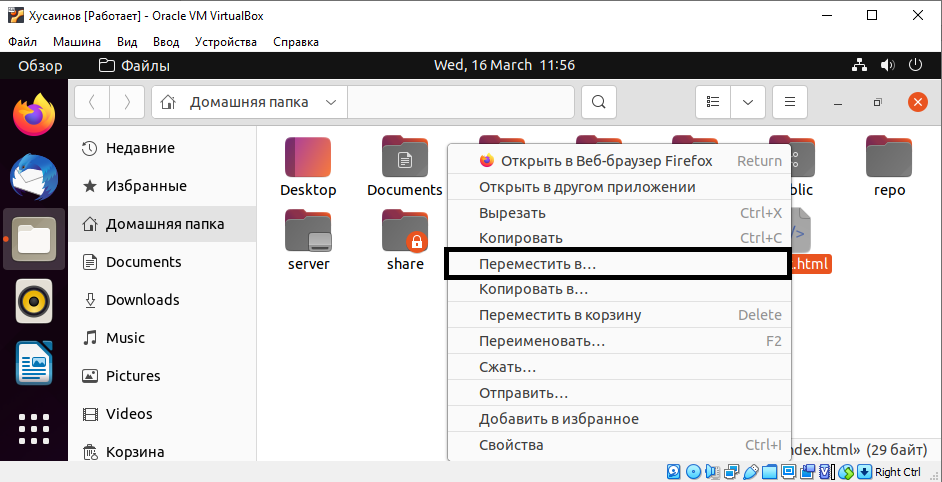 Хусаинов [Работает] - Oracle VM VirtualBox
Файл Машина Вид Ввод Устройства Справка
Обзор Файлы Wed, 16 March 11:56
Домашняя папка
Недавние
Избранные
Домашняя папка
Documents
Downloads
Music
Pictures
Videos
Корзина
Desktop Documents blic repo
server share x.html
Открыть в Веб-браузер Firefox Return
Открыть в другом приложении
Вырезать Ctrl+X
Копировать Ctrl+C
Переместить в…
Копировать в…
Переместить в корзину Delete
Переименовать… F2
Сжать…
Отправить…
Добавить в избранное
Свойства Ctrl+I
ndex.html» (29 байт)
Right Ctrl